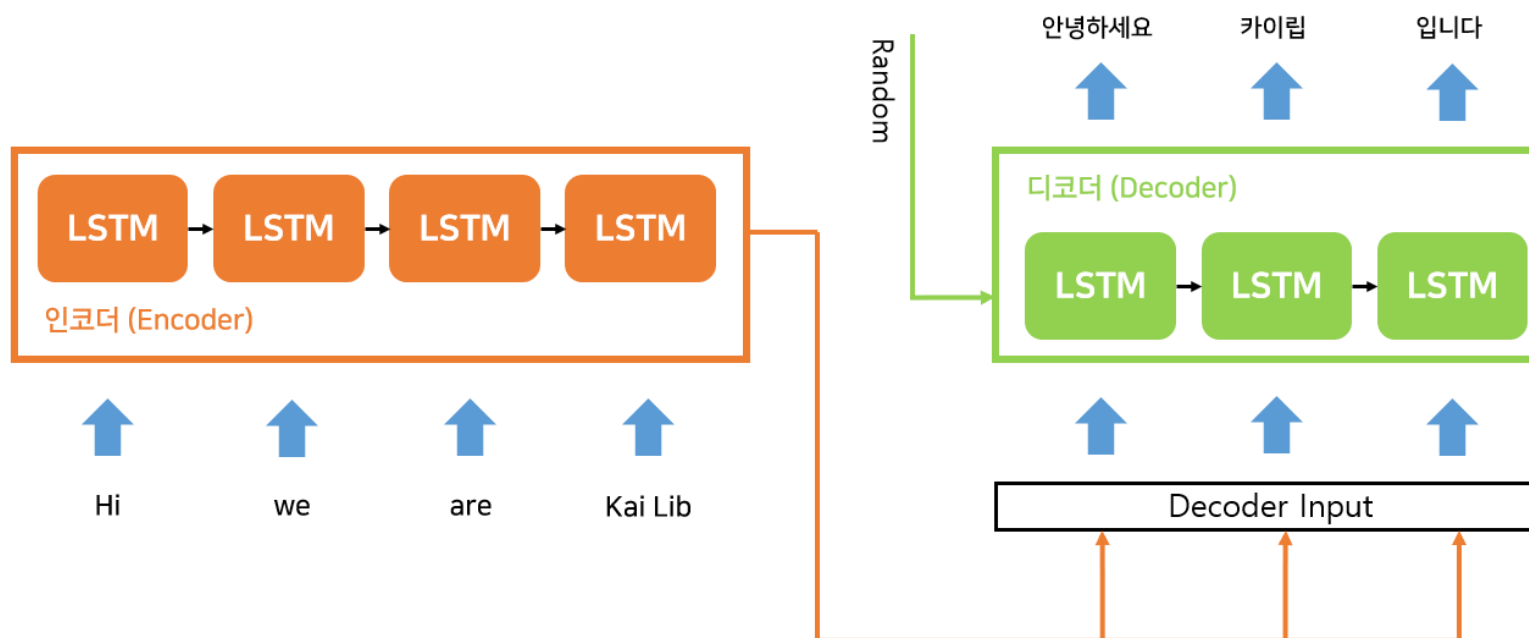 안녕하세요 카이립 입니다
Random
LSTM LSTM LSTM LSTM
인코더 (Encoder)
디코더 (Decoder)
LSTM LSTM LSTM
Hi we are Kai Lib
Decoder Input